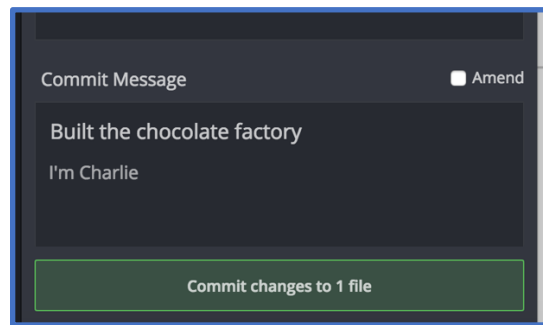 Commit Message
Amend
Built the chocolate factory
I'm Charlie
Commit changes to 1 file